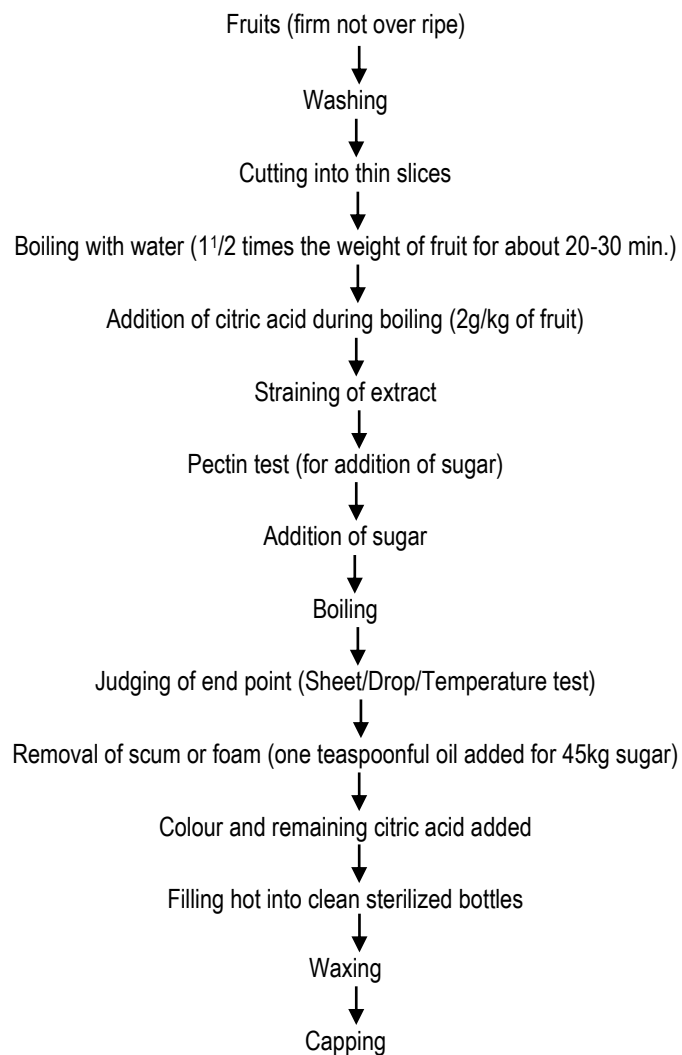 Fruits (firm not over ripe)
Washing
Cutting into thin slices
Boiling with water (1¹/2 times the weight of fruit for about 20-30 min.)
Addition of citric acid during boiling (2g/kg of fruit)
Straining of extract
Pectin test (for addition of sugar)
Addition of sugar
Boiling
Judging of end point (Sheet/Drop/Temperature test)
Removal of scum or foam (one teaspoonful oil added for 45kg sugar)
Colour and remaining citric acid added
Filling hot into clean sterilized bottles
Waxing
Capping